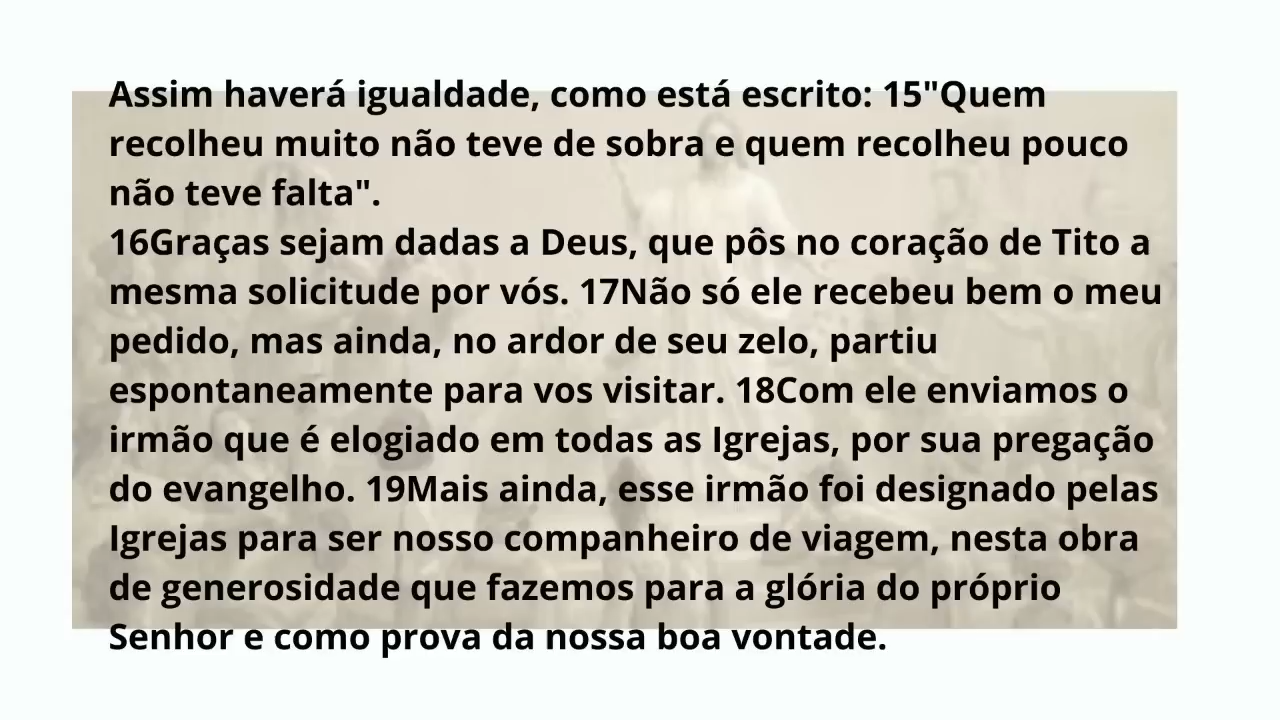 Assim haverá igualdade, como está escrito: 15"Quem
recolheu muito não teve de sobra e quem recolheu pouco
não teve falta".
16Graças sejam dadas a Deus, que pôs no coração de Tito a
mesma solicitude por vós. 17Não só ele recebeu bem o meu
pedido, mas ainda, no ardor de seu zelo, partiu
espontaneamente para vos visitar. 18Com ele enviamos o
irmão que é elogiado em todas as Igrejas, por sua pregação
do evangelho. 19Mais ainda, esse irmão foi designado pelas
Igrejas para ser nosso companheiro de viagem, nesta obra
de generosidade que fazemos para a glória do próprio
Senhor e como prova da nossa boa vontade.